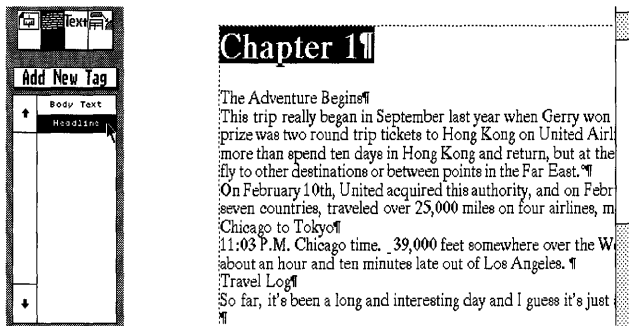 Text
Add New Tag
Body Text
Headline
Chapter 1¶
The Adventure Begins¶
This trip really began in September last year when Gerry won
prize was two round trip tickets to Hong Kong on United Airl
more than spend ten days in Hong Kong and return, but at the
fly to other destinations or between points in the Far East.°¶
On February 10th, United acquired this authority, and on Febr
seven countries, traveled over 25,000 miles on four airlines, m
Chicago to Tokyo¶
11:03 P.M. Chicago time. _39,000 feet somewhere over the We
about an hour and ten minutes late out of Los Angeles. ¶
Travel Log¶
So far, it's been a long and interesting day and I guess it's just
¶